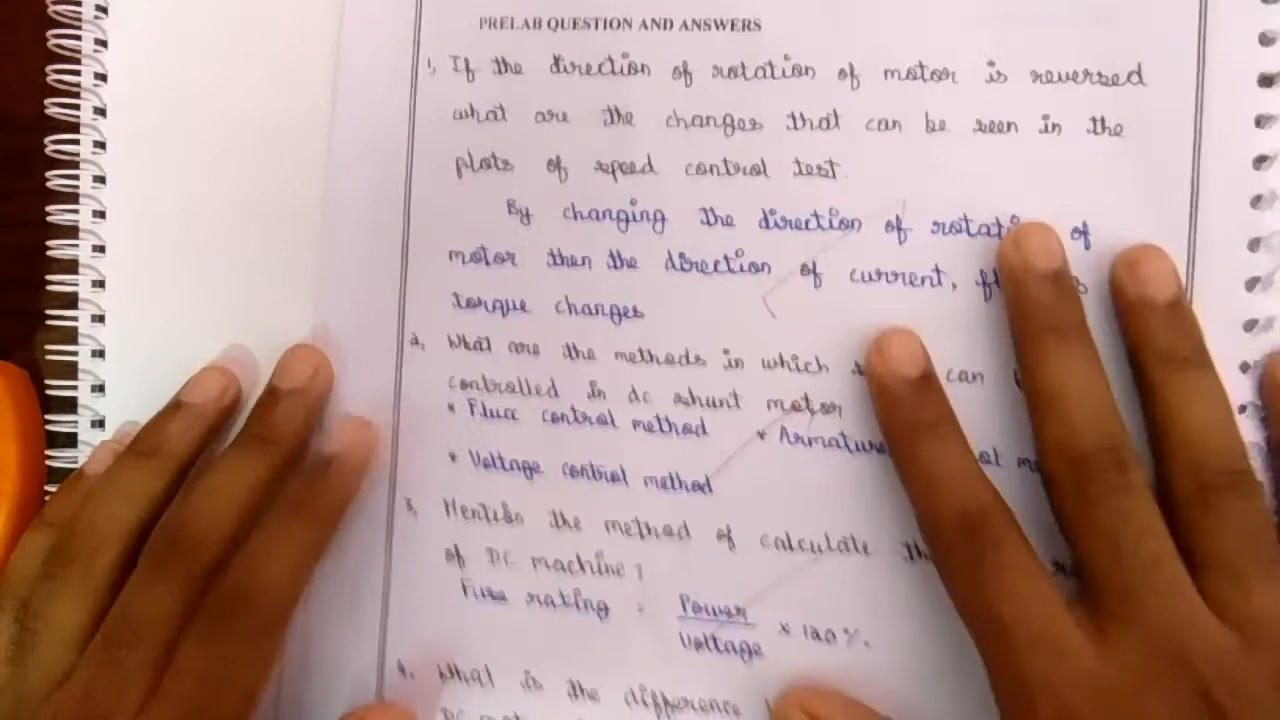 PRELAB QUESTION AND ANSWERS
1, If the direction of rotation of motor is reversed
what are the changes that can be seen in the
plots of speed control test.
By changing the direction of rotation of
motor then the direction of current,
torque changes
2, What are the methods in which can
controlled in dc shunt motor
* Flux control method * Armature
* Voltage control method
3, Mention the method of calculate
of DC machine?
Fuse rating : Power
Voltage × 120%.
4. What is the difference
DC